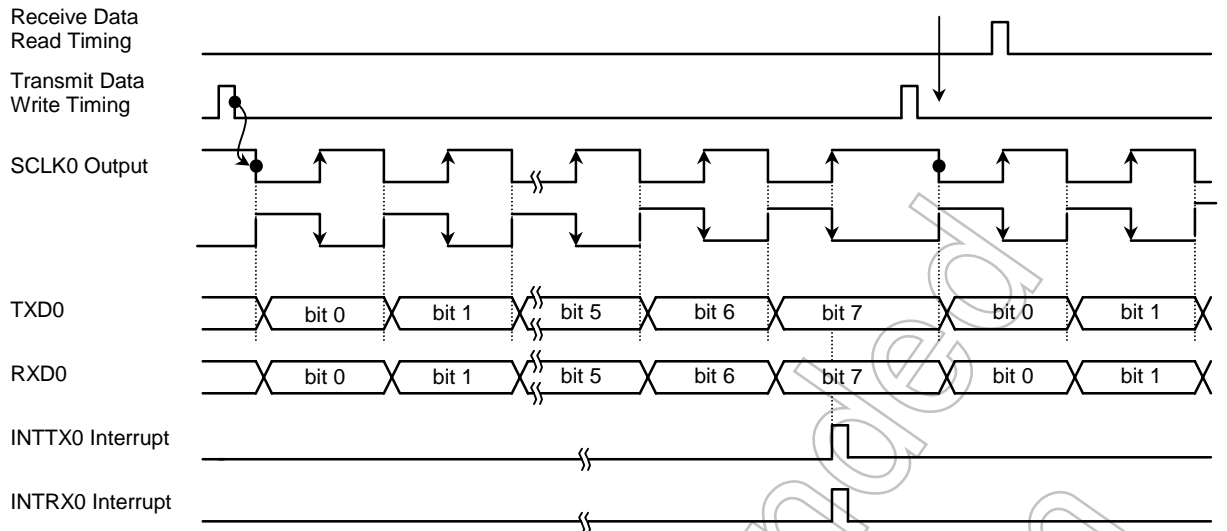 Receive Data
Read Timing
Transmit Data
Write Timing
SCLK0 Output
TXD0
bit 0 bit 1 bit 5 bit 6 bit 7 bit 0 bit 1
RXD0
bit 0 bit 1 bit 5 bit 6 bit 7 bit 0 bit 1
INTTX0 Interrupt
INTRX0 Interrupt